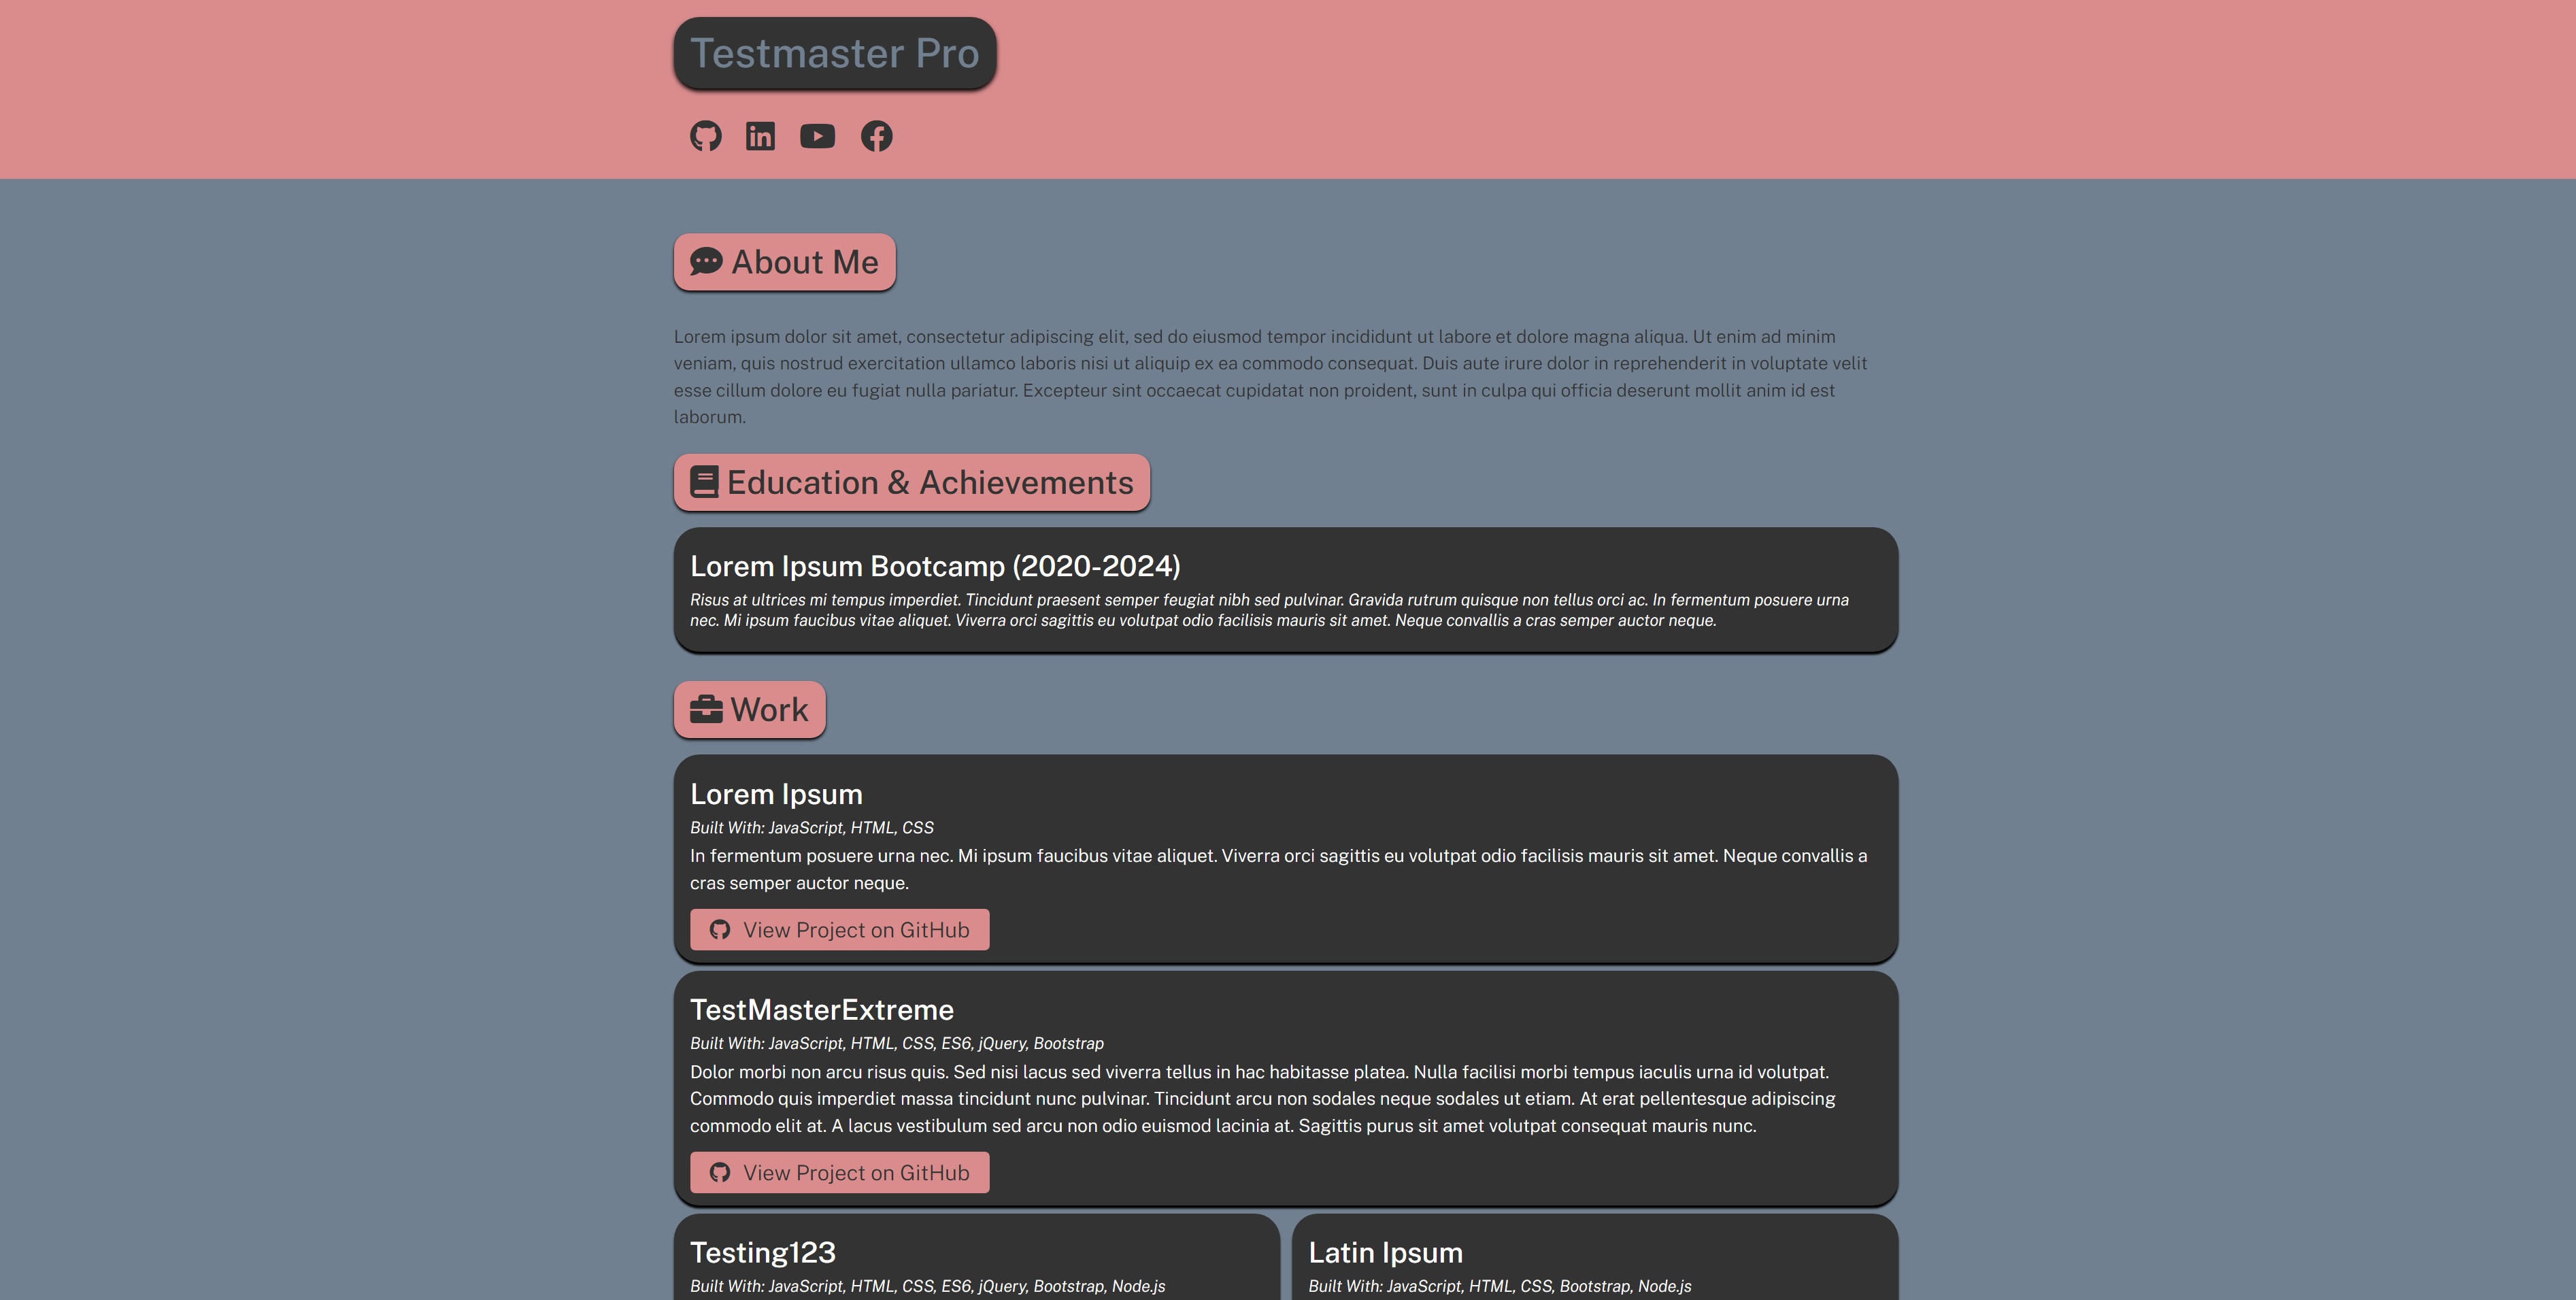 Testmaster Pro
About Me
Lorem ipsum dolor sit amet, consectetur adipiscing elit, sed do eiusmod tempor incididunt ut labore et dolore magna aliqua. Ut enim ad minim
veniam, quis nostrud exercitation ullamco laboris nisi ut aliquip ex ea commodo consequat. Duis aute irure dolor in reprehenderit in voluptate velit
esse cillum dolore eu fugiat nulla pariatur. Excepteur sint occaecat cupidatat non proident, sunt in culpa qui officia deserunt mollit anim id est
laborum.
Education & Achievements
Lorem Ipsum Bootcamp (2020-2024)
Risus at ultrices mi tempus imperdiet. Tincidunt praesent semper feugiat nibh sed pulvinar. Gravida rutrum quisque non tellus orci ac. In fermentum posuere urna
nec. Mi ipsum faucibus vitae aliquet. Viverra orci sagittis eu volutpat odio facilisis mauris sit amet. Neque convallis a cras semper auctor neque.
Work
Lorem Ipsum
Built With: JavaScript, HTML, CSS
In fermentum posuere urna nec. Mi ipsum faucibus vitae aliquet. Viverra orci sagittis eu volutpat odio facilisis mauris sit amet. Neque convallis a
cras semper auctor neque.
View Project on GitHub
TestMasterExtreme
Built With: JavaScript, HTML, CSS, ES6, jQuery, Bootstrap
Dolor morbi non arcu risus quis. Sed nisi lacus sed viverra tellus in hac habitasse platea. Nulla facilisi morbi tempus iaculis urna id volutpat.
Commodo quis imperdiet massa tincidunt nunc pulvinar. Tincidunt arcu non sodales neque sodales ut etiam. At erat pellentesque adipiscing
commodo elit at. A lacus vestibulum sed arcu non odio euismod lacinia at. Sagittis purus sit amet volutpat consequat mauris nunc.
View Project on GitHub
Testing123
Built With: JavaScript, HTML, CSS, ES6, jQuery, Bootstrap, Node.js
Latin Ipsum
Built With: JavaScript, HTML, CSS, Bootstrap, Node.js